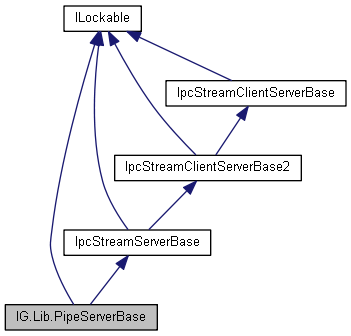 ILockable
IpcStreamClientServerBase
IpcStreamClientServerBase2
IpcStreamServerBase
IG.Lib.PipeServerBase